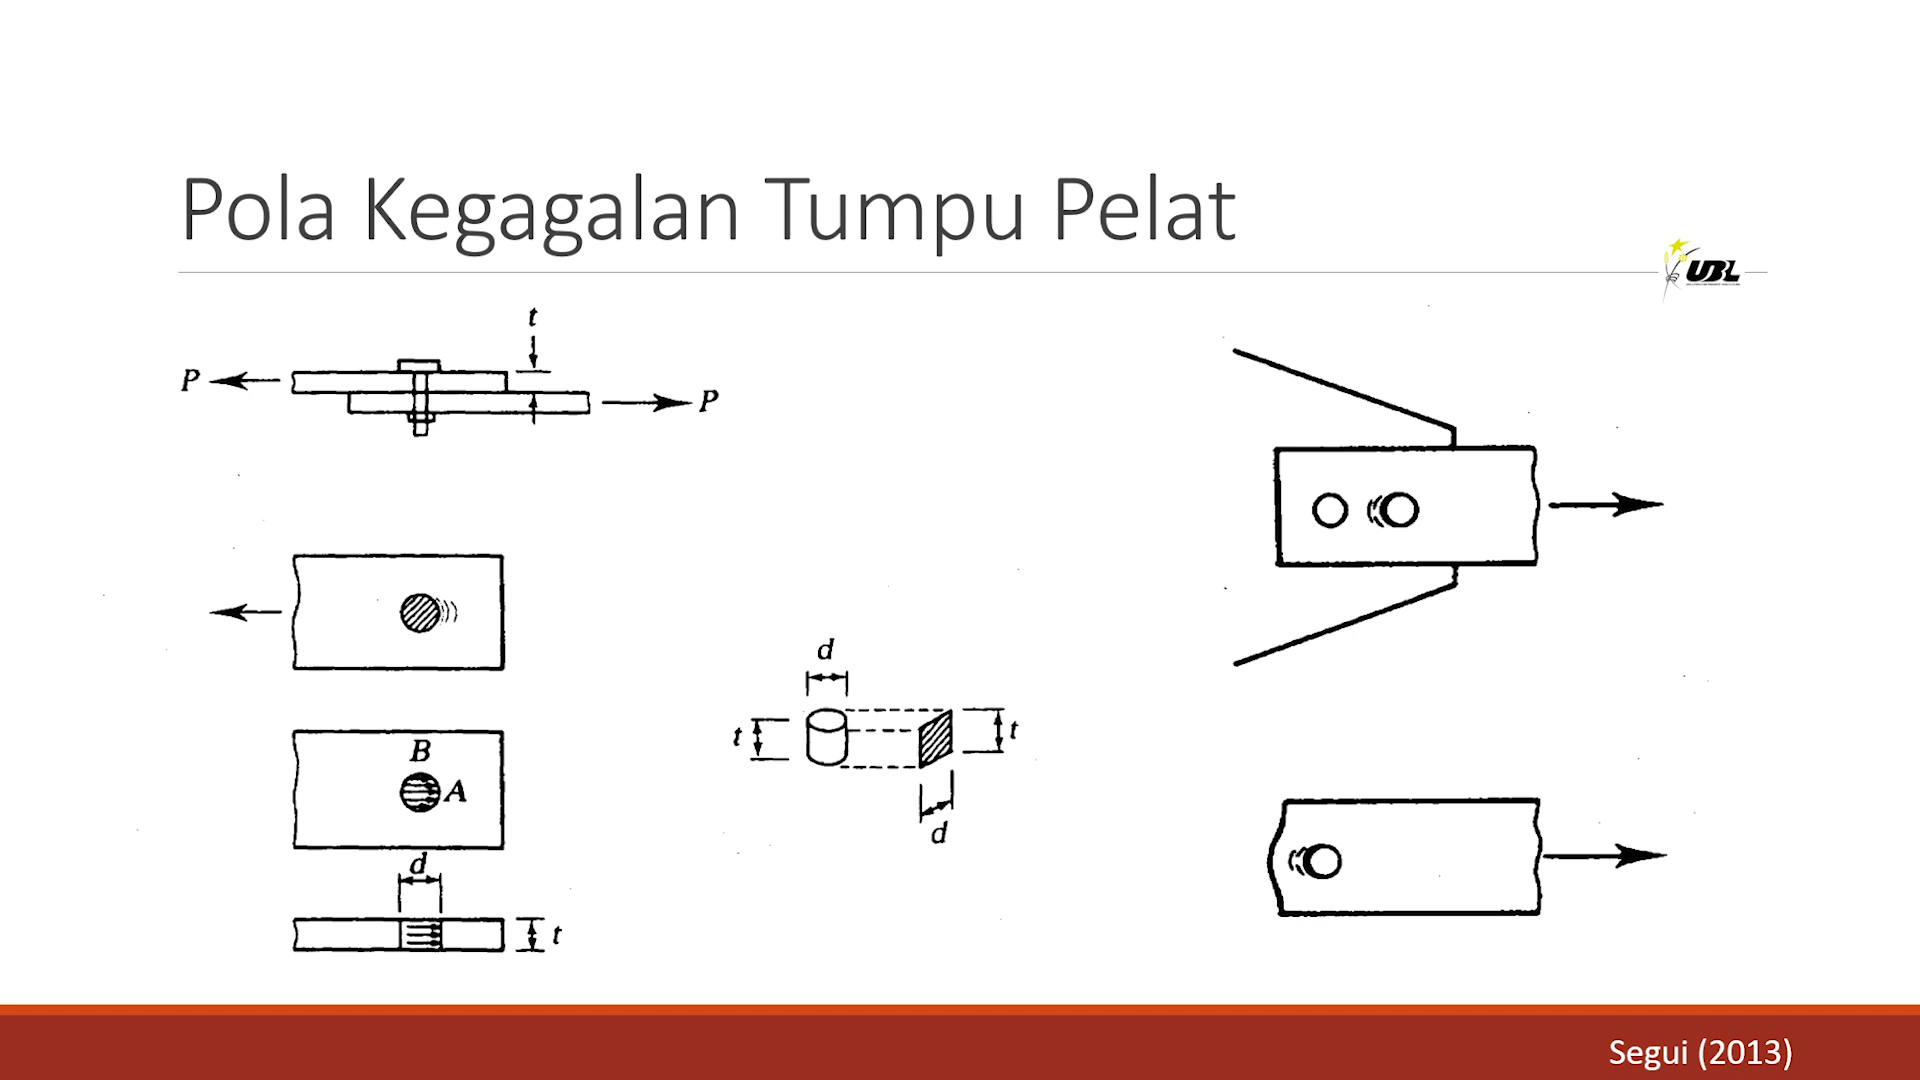 Pola Kegagalan Tumpu Pelat
UBL
t
P
P
B
A
d
t
d
t
t
d
Segui (2013)